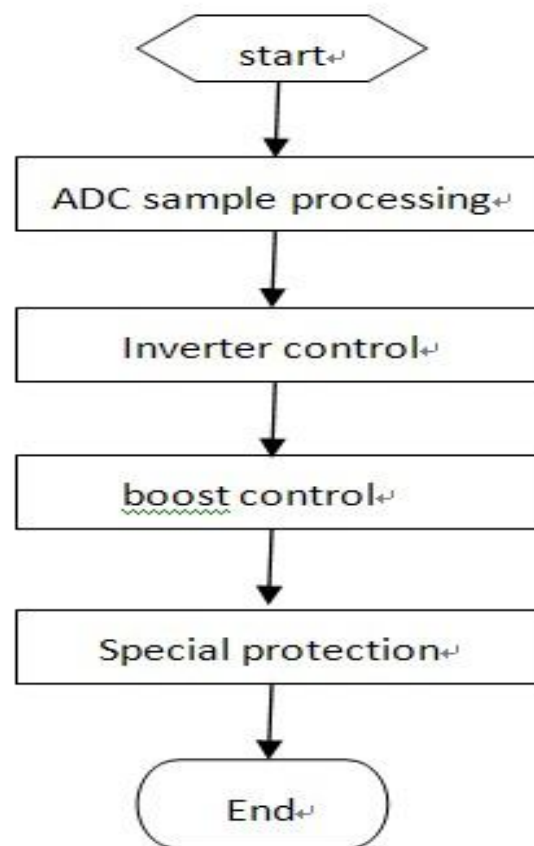 start
ADC sample processing
Inverter control
boost control
Special protection
End